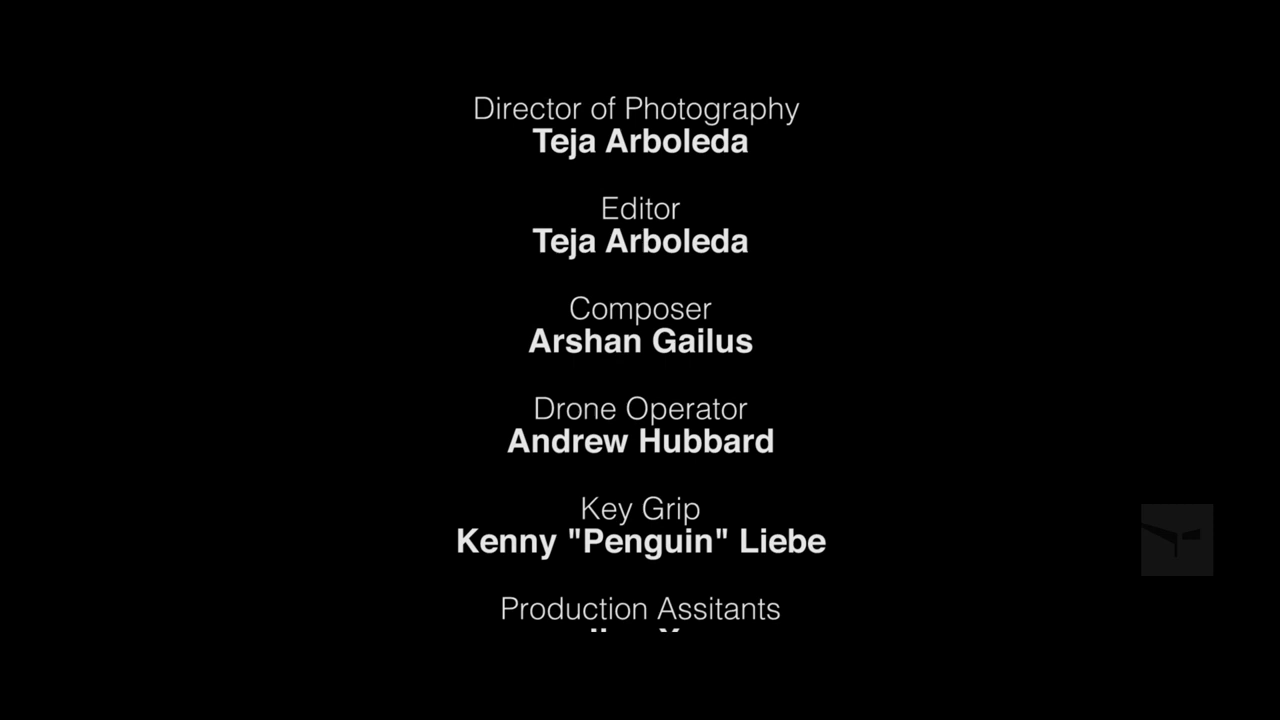 Director of Photography
Teja Arboleda
Editor
Teja Arboleda
Composer
Arshan Gailus
Drone Operator
Andrew Hubbard
Key Grip
Kenny "Penguin" Liebe
Production Assitants